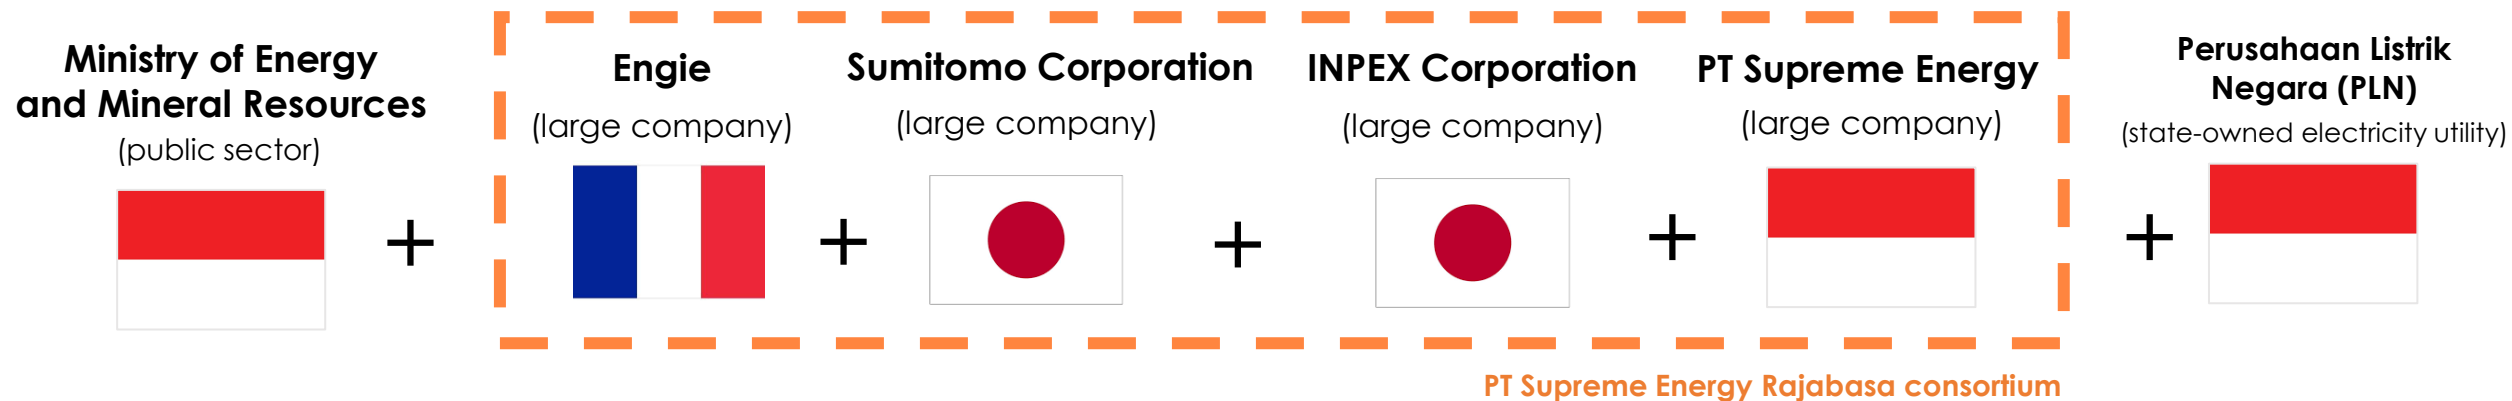 Ministry of Energy
and Mineral Resources
(public sector)
+
Engie
(large company)
+
Sumitomo Corporation
(large company)
+
INPEX Corporation
(large company)
+
PT Supreme Energy
(large company)
+
Perusahaan Listrik
Negara (PLN)
(state-owned electricity utility)
PT Supreme Energy Rajabasa consortium